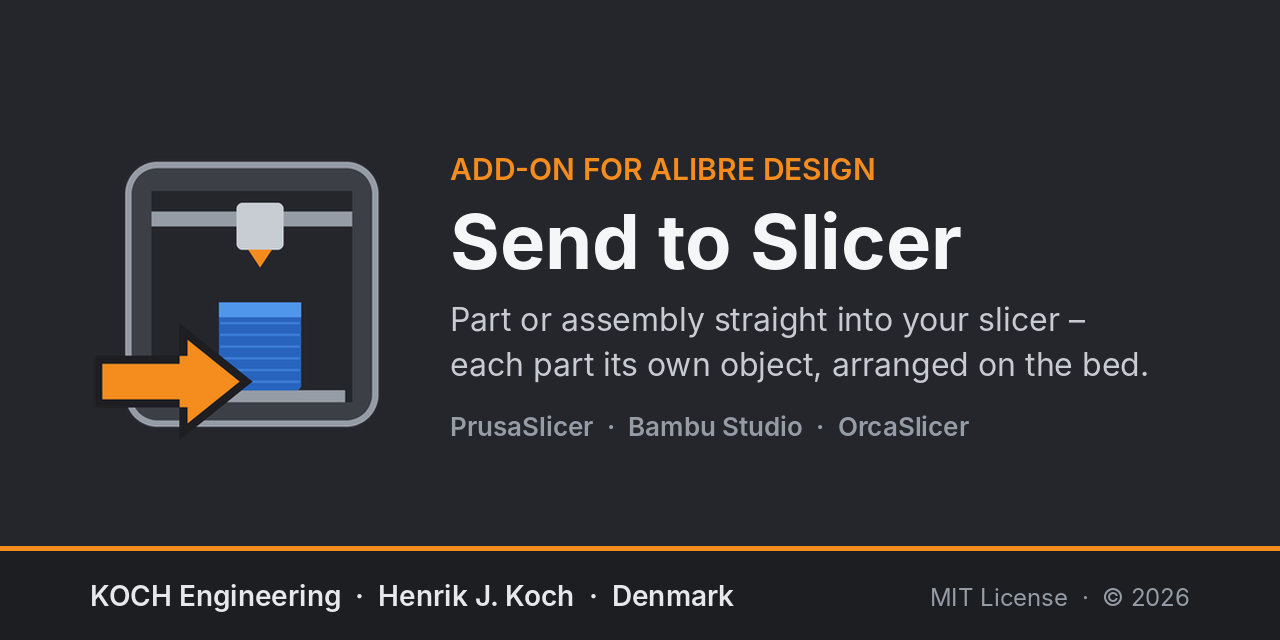 ADD-ON FOR ALIBRE DESIGN
Send to Slicer
Part or assembly straight into your slicer –
each part its own object, arranged on the bed.
PrusaSlicer · Bambu Studio · OrcaSlicer
KOCH Engineering · Henrik J. Koch · Denmark
MIT License · © 2026